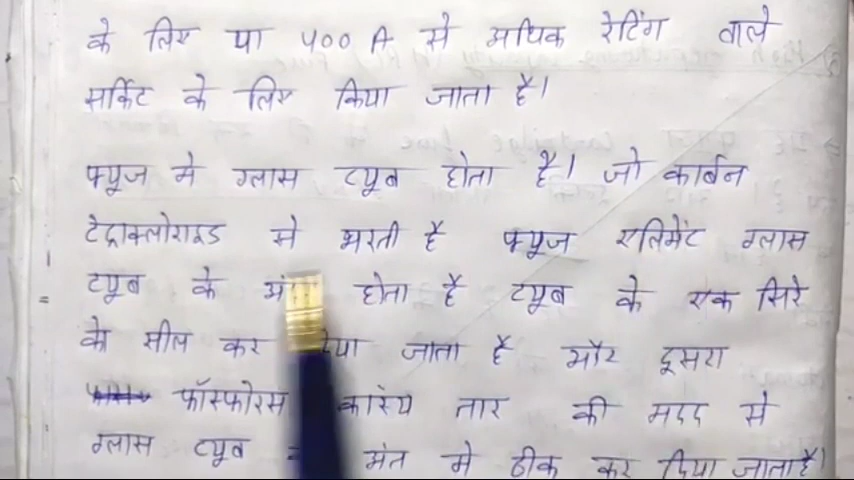 के लिए या 400 A से अधिक रेटिंग वाले
सर्किट के लिए किया जाता है।
फ्यूज मे ग्लास ट्यूब होता है। जो कार्बन
टेट्राक्लोराइड से भरती है फ्यूज एलिमेंट ग्लास
ट्यूब के होता है ट्यूब के एक सिरे
के सील कर जाता है और दूसरा
फॉस्फोरस कांस्य तार की मदद से
ग्लास ट्यूब अंत मे ठीक कर दिया जाता है।